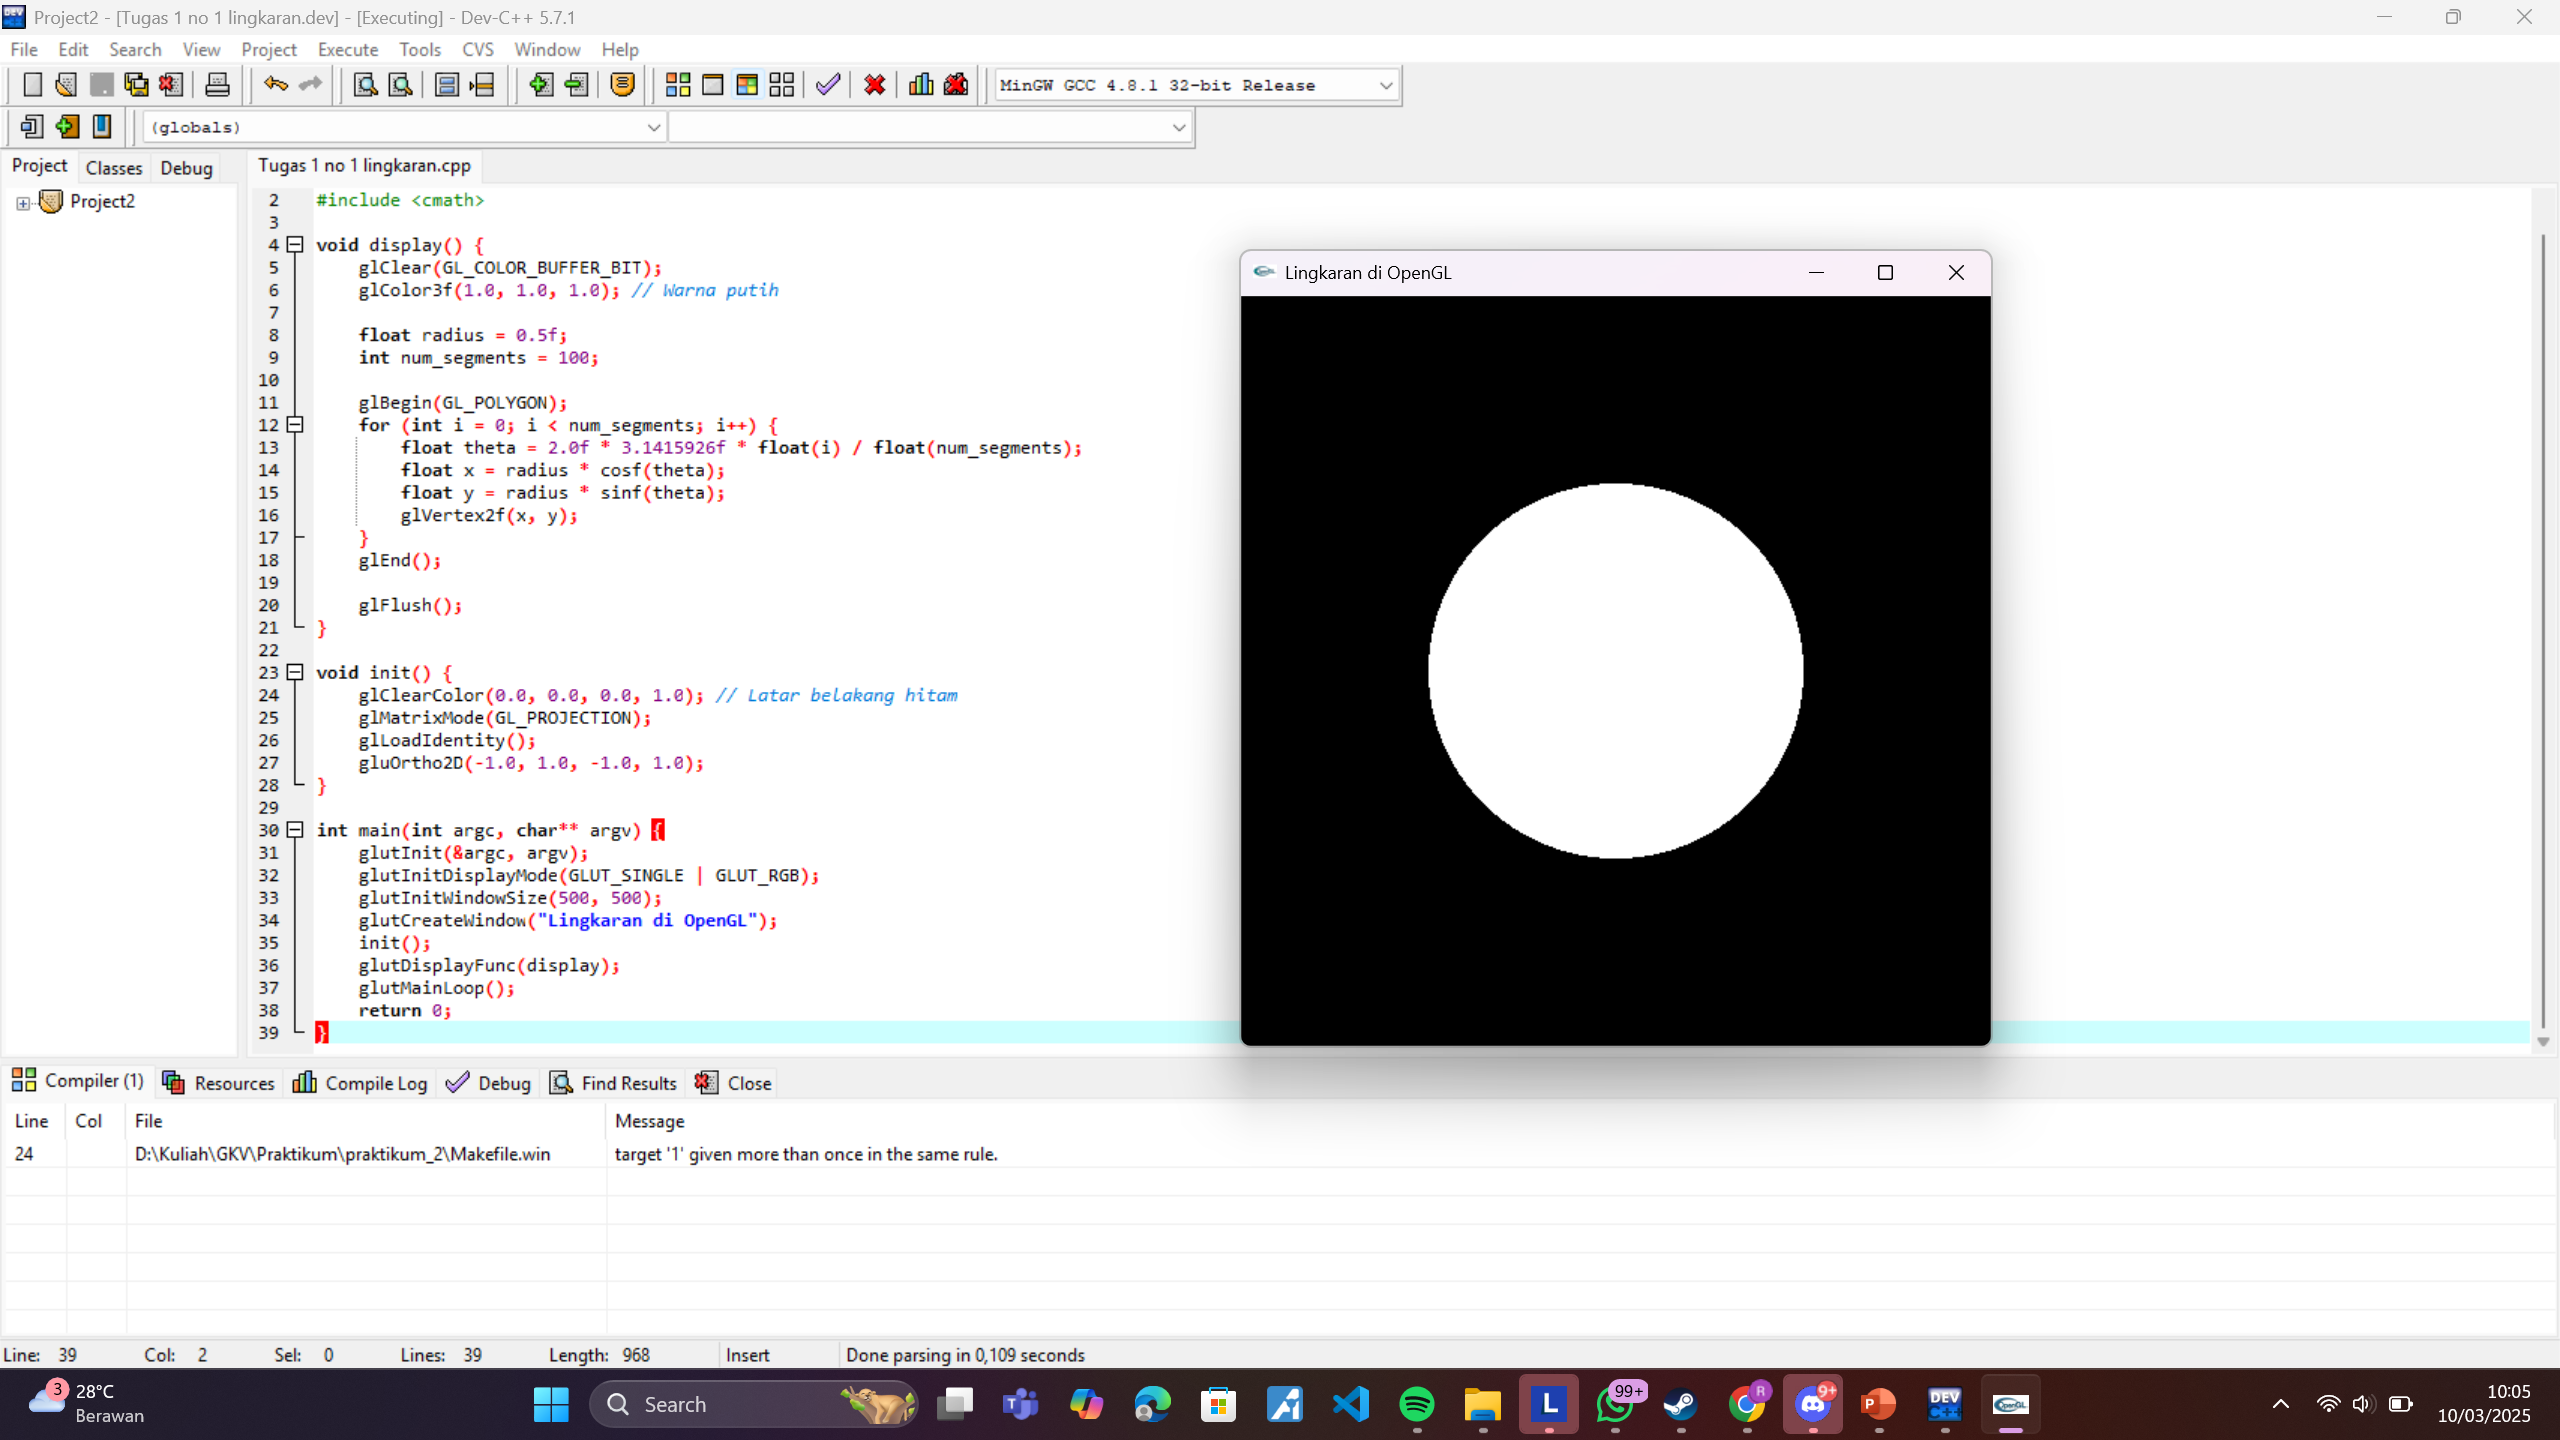 Project2 - [Tugas 1 no 1 lingkaran.dev] - [Executing] - Dev-C++ 5.7.1
File Edit Search View Project Execute Tools CVS Window Help
MinGW GCC 4.8.1 32-bit Release
(globals)
Project Classes Debug
Tugas 1 no 1 lingkaran.cpp
Project2
2 #include <cmath>
3
4 void display() {
5 glClear(GL_COLOR_BUFFER_BIT);
6 glColor3f(1.0, 1.0, 1.0); // Warna putih
7
8 float radius = 0.5f;
9 int num_segments = 100;
10
11 glBegin(GL_POLYGON);
12 for (int i = 0; i < num_segments; i++) {
13 float theta = 2.0f * 3.1415926f * float(i) / float(num_segments);
14 float x = radius * cosf(theta);
15 float y = radius * sinf(theta);
16 glVertex2f(x, y);
17 }
18 glEnd();
19
20 glFlush();
21 }
22
23 void init() {
24 glClearColor(0.0, 0.0, 0.0, 1.0); // Latar belakang hitam
25 glMatrixMode(GL_PROJECTION);
26 glLoadIdentity();
27 gluOrtho2D(-1.0, 1.0, -1.0, 1.0);
28 }
29
30 int main(int argc, char** argv) {
31 glutInit(&argc, argv);
32 glutInitDisplayMode(GLUT_SINGLE | GLUT_RGB);
33 glutInitWindowSize(500, 500);
34 glutCreateWindow("Lingkaran di OpenGL");
35 init();
36 glutDisplayFunc(display);
37 glutMainLoop();
38 return 0;
39 }
Lingkaran di OpenGL
Compiler (1) Resources Compile Log Debug Find Results Close
Line Col File Message
24 D:\Kuliah\GKV\Praktikum\praktikum_2\Makefile.win target '1' given more than once in the same rule.
Line: 39 Col: 2 Sel: 0 Lines: 39 Length: 968 Insert Done parsing in 0,109 seconds
3
28°C
Berawan
Search
L
99+
R
9+
P
DEV
C++
OpenGL
10:05
10/03/2025